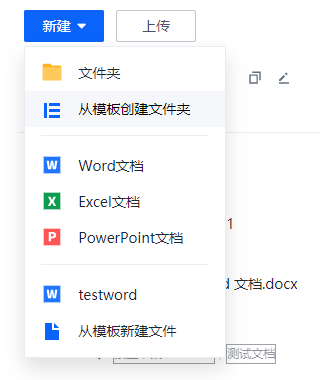 新建
上传
文件夹
从模板创建文件夹
Word文档
1
Excel文档
PowerPoint文档
文档.docx
testword
从模板新建文件
测试文档